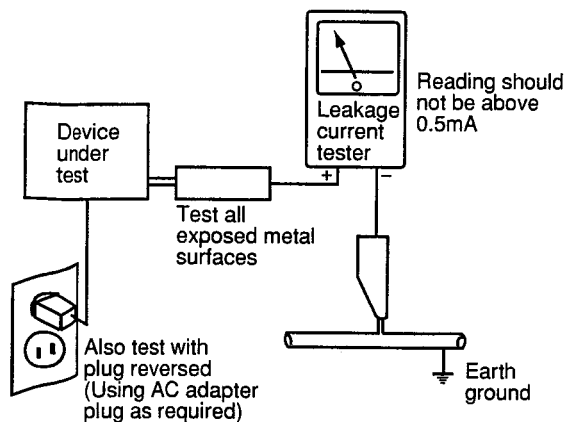 Device
under
test
Leakage
current
tester
+
−
Reading should
not be above
0.5mA
Test all
exposed metal
surfaces
Also test with
plug reversed
(Using AC adapter
plug as required)
Earth
ground